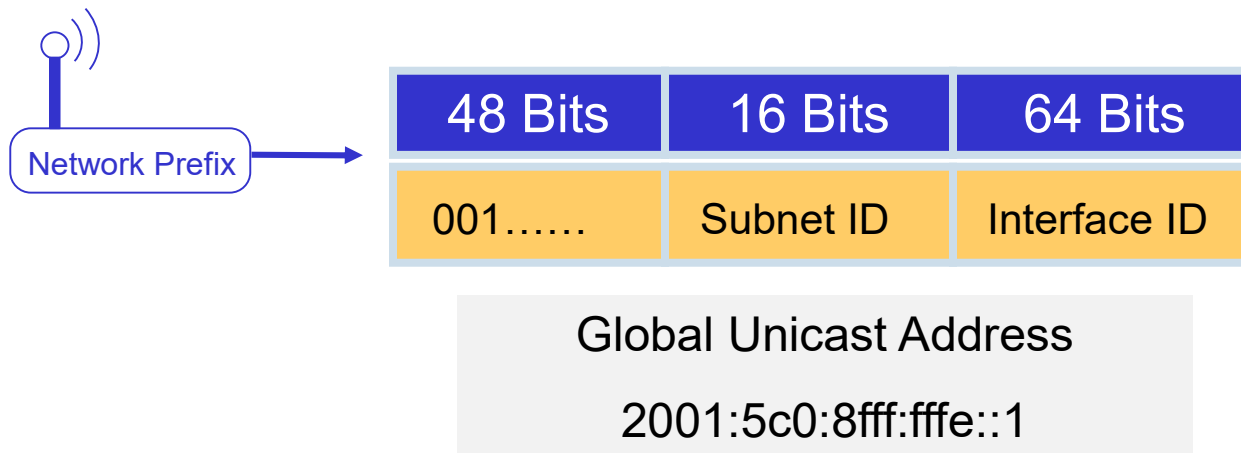 Network Prefix
48 Bits 16 Bits 64 Bits
001...... Subnet ID Interface ID
Global Unicast Address
2001:5c0:8fff:fffe::1